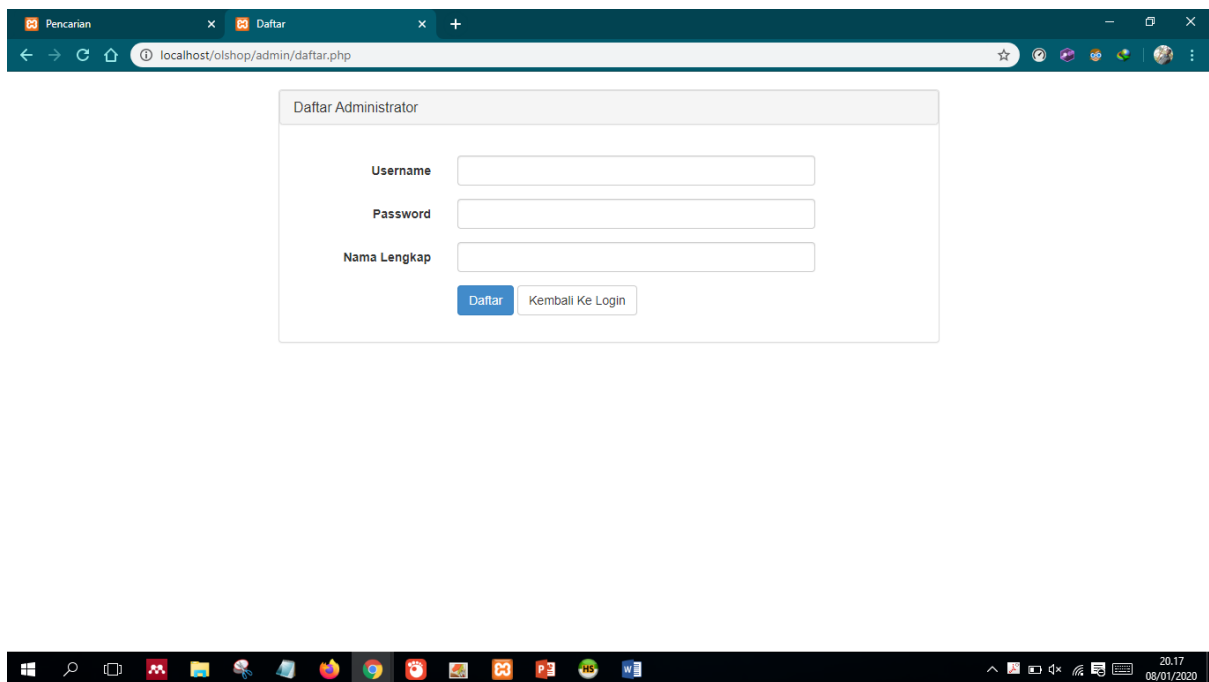 Pencarian
Daftar
localhost/olshop/admin/daftar.php
Daftar Administrator
Username
Password
Nama Lengkap
Daftar
Kembali Ke Login
HS
20.17
08/01/2020